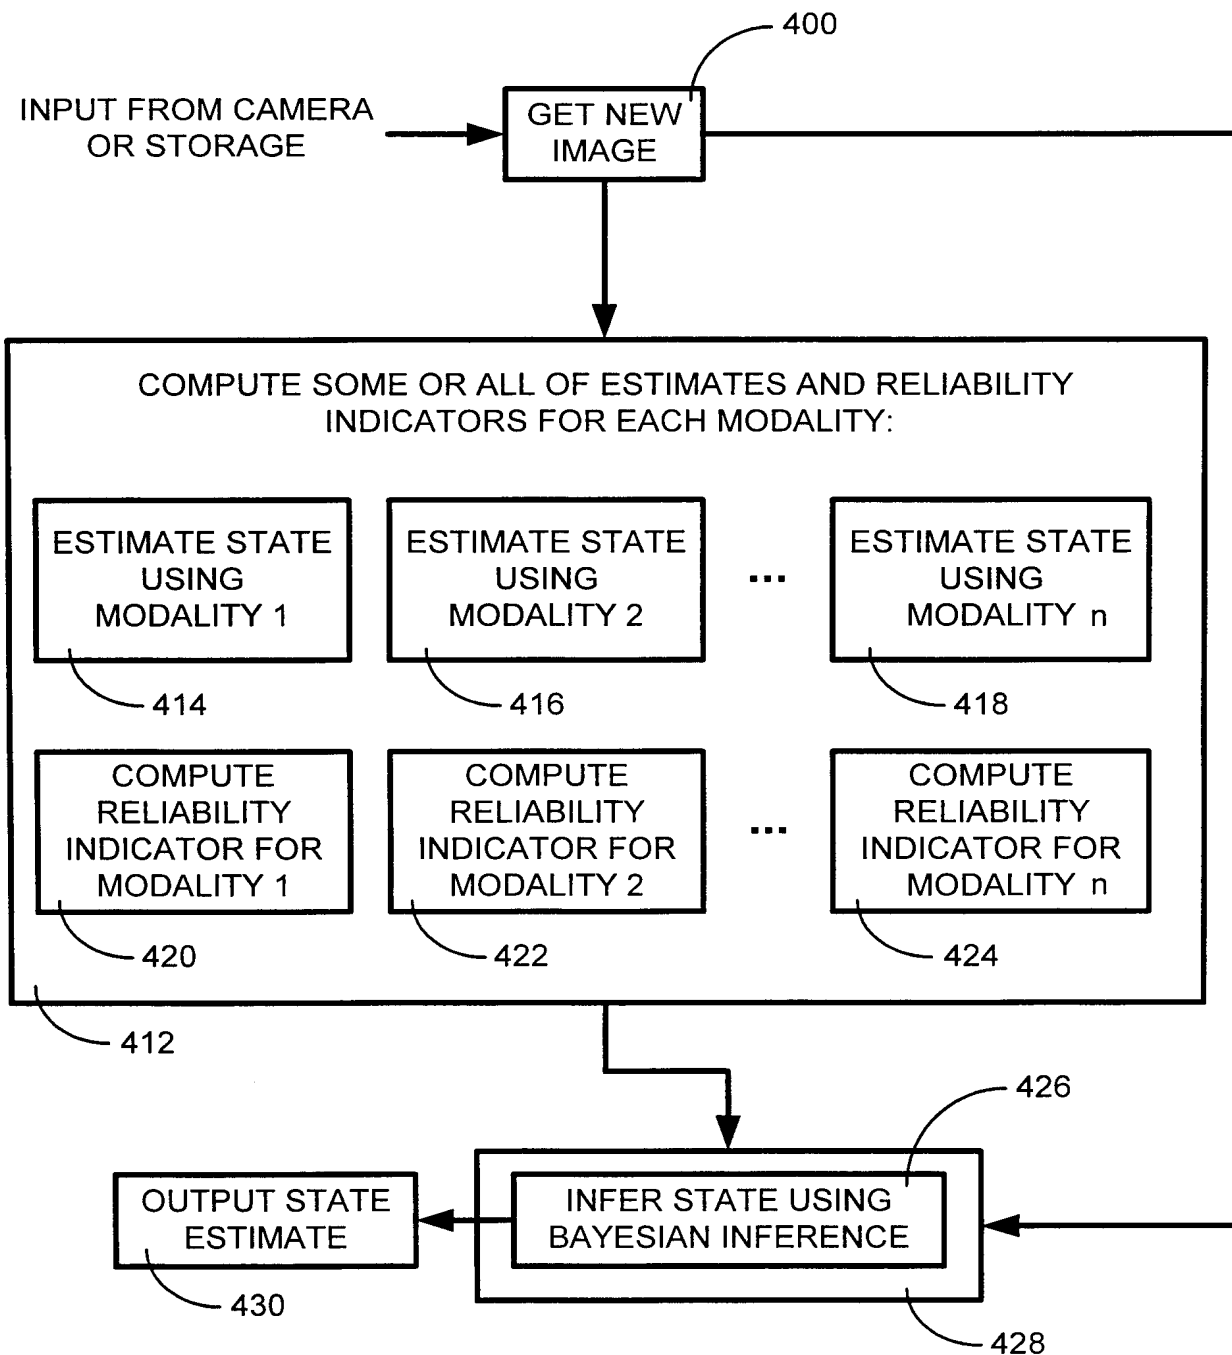 400
INPUT FROM CAMERA
OR STORAGE
GET NEW
IMAGE
COMPUTE SOME OR ALL OF ESTIMATES AND RELIABILITY
INDICATORS FOR EACH MODALITY:
ESTIMATE STATE
USING
MODALITY 1
ESTIMATE STATE
USING
MODALITY 2
...
ESTIMATE STATE
USING
MODALITY n
414
416
418
COMPUTE
RELIABILITY
INDICATOR FOR
MODALITY 1
COMPUTE
RELIABILITY
INDICATOR FOR
MODALITY 2
...
COMPUTE
RELIABILITY
INDICATOR FOR
MODALITY n
420
422
424
412
426
OUTPUT STATE
ESTIMATE
INFER STATE USING
BAYESIAN INFERENCE
430
428